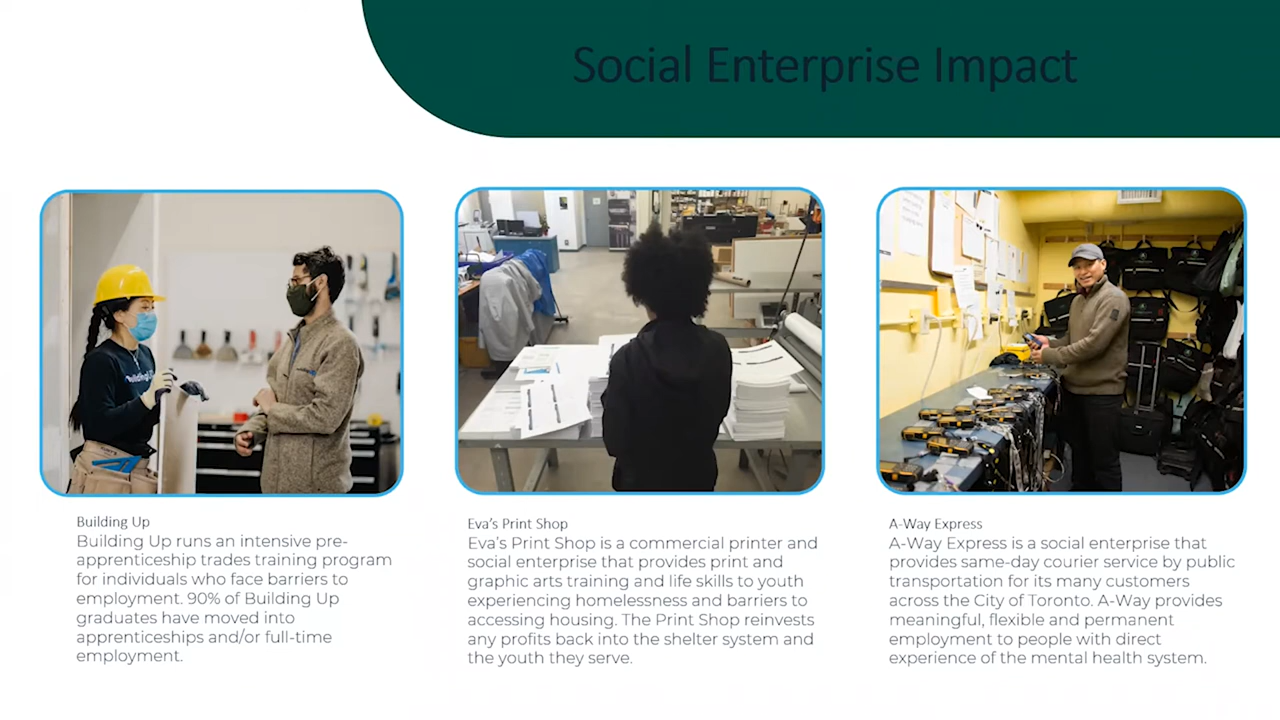 Social Enterprise Impact
Building Up
Building Up runs an intensive pre-
apprenticeship trades training program
for individuals who face barriers to
employment. 90% of Building Up
graduates have moved into
apprenticeships and/or full-time
employment.
Eva's Print Shop
Eva's Print Shop is a commercial printer and
social enterprise that provides print and
graphic arts training and life skills to youth
experiencing homelessness and barriers to
accessing housing. The Print Shop reinvests
any profits back into the shelter system and
the youth they serve.
A-Way Express
A-Way Express is a social enterprise that
provides same-day courier service by public
transportation for its many customers
across the City of Toronto. A-Way provides
meaningful, flexible and permanent
employment to people with direct
experience of the mental health system.